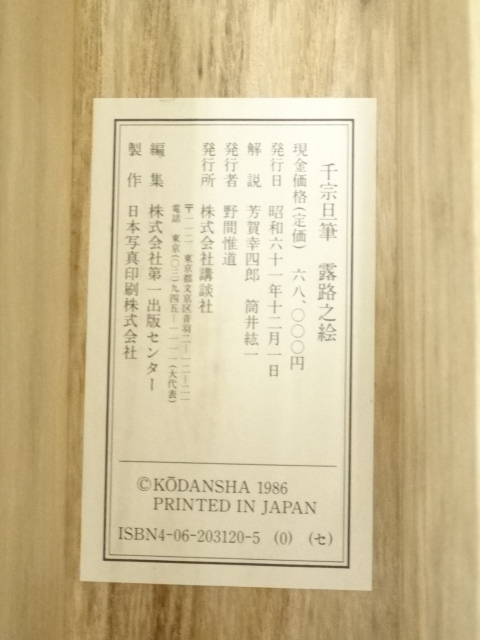 千宗旦筆　露路之絵
現金価格(定価)　六八、〇〇〇円
発行日　昭和六十一年十二月一日
解　説　芳賀幸四郎　筒井紘一
発行者　野間惟道
発行所　株式会社講談社
〒一一二　東京都文京区音羽二—一二—二一
電話　東京(〇三)九四五—一一一一(大代表)
編　集　株式会社第一出版センター
製　作　日本写真印刷株式会社
©KŌDANSHA 1986
PRINTED IN JAPAN
ISBN4-06-203120-5　(0)　(セ)